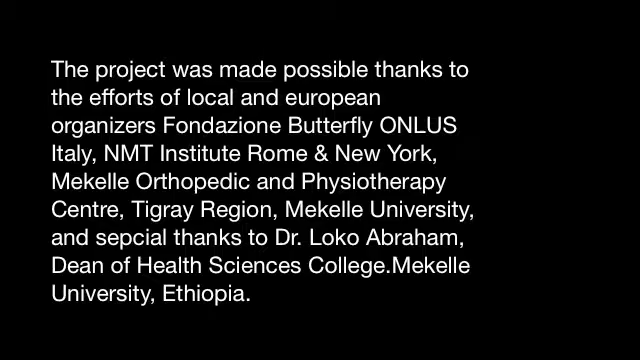 The project was made possible thanks to
the efforts of local and european
organizers Fondazione Butterfly ONLUS
Italy, NMT Institute Rome & New York,
Mekelle Orthopedic and Physiotherapy
Centre, Tigray Region, Mekelle University,
and sepcial thanks to Dr. Loko Abraham,
Dean of Health Sciences College.Mekelle
University, Ethiopia.